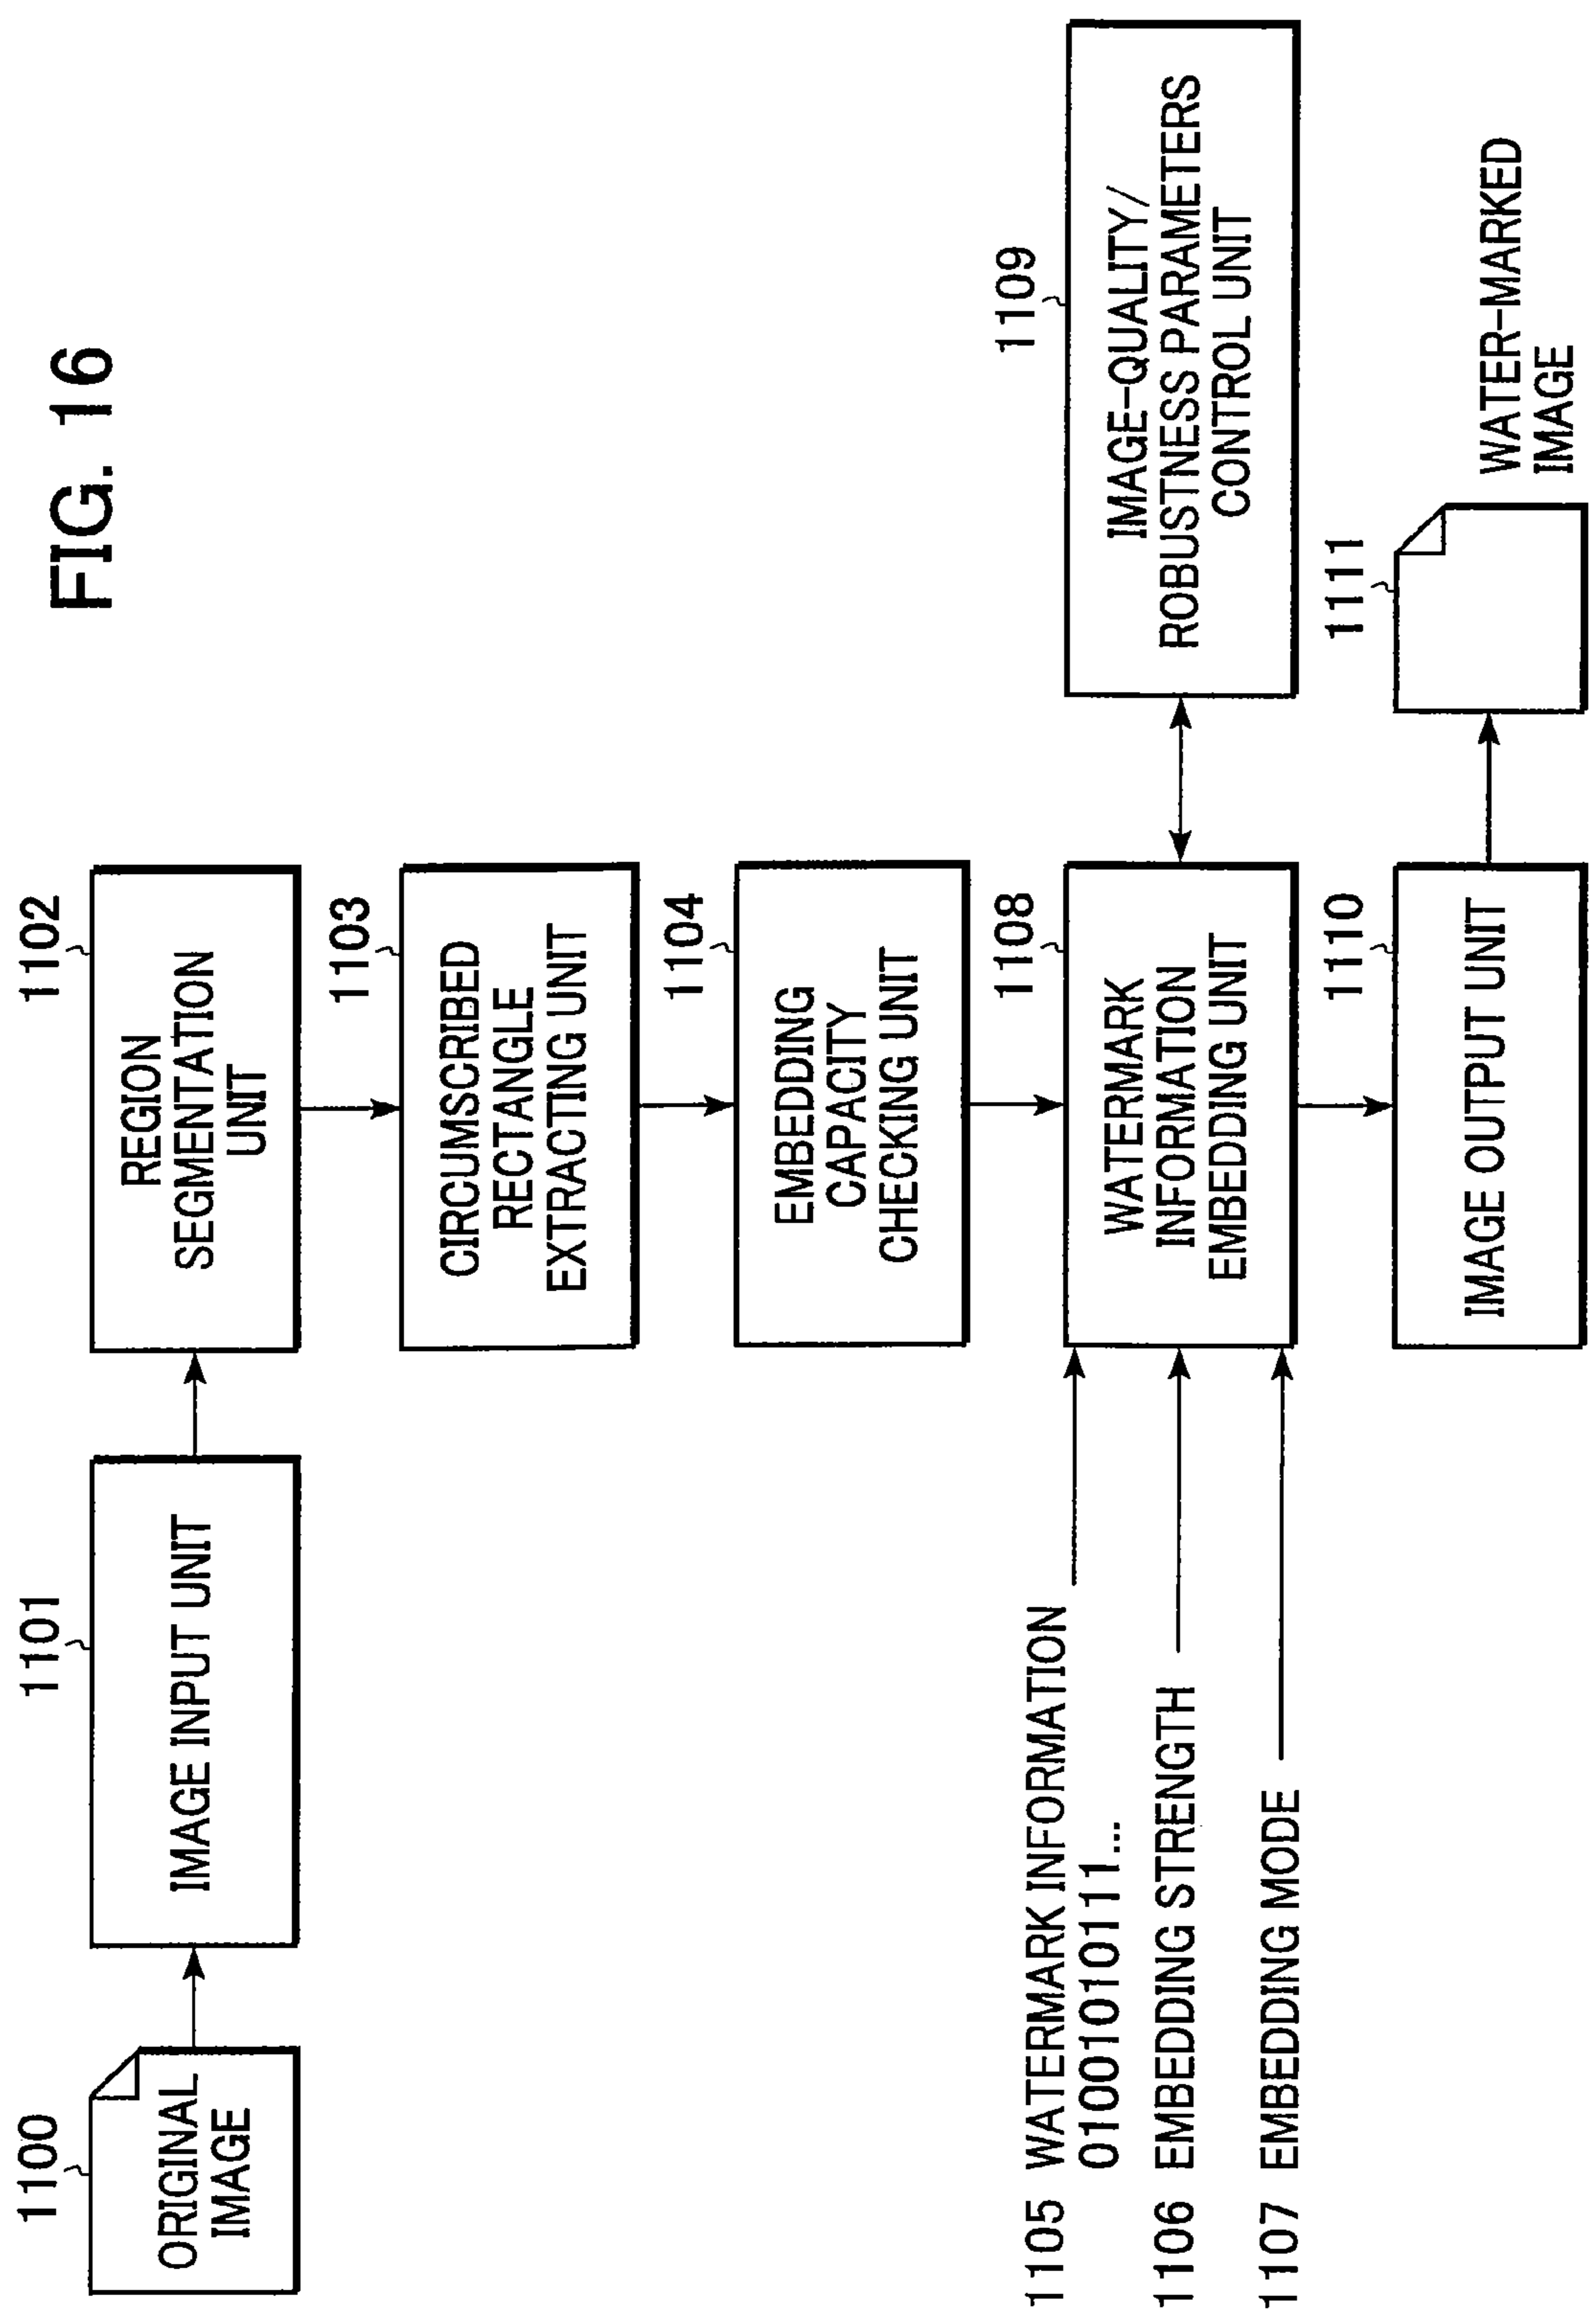 FIG. 16
1100
ORIGINAL
IMAGE
1101
IMAGE INPUT UNIT
1102
REGION
SEGMENTATION
UNIT
1103
CIRCUMSCRIBED
RECTANGLE
EXTRACTING UNIT
1104
EMBEDDING
CAPACITY
CHECKING UNIT
1105 WATERMARK INFORMATION
0100101010111...
1106 EMBEDDING STRENGTH
1107 EMBEDDING MODE
1108
WATERMARK
INFORMATION
EMBEDDING UNIT
1109
IMAGE-QUALITY/
ROBUSTNESS PARAMETERS
CONTROL UNIT
1110
IMAGE OUTPUT UNIT
1111
WATER-MARKED
IMAGE